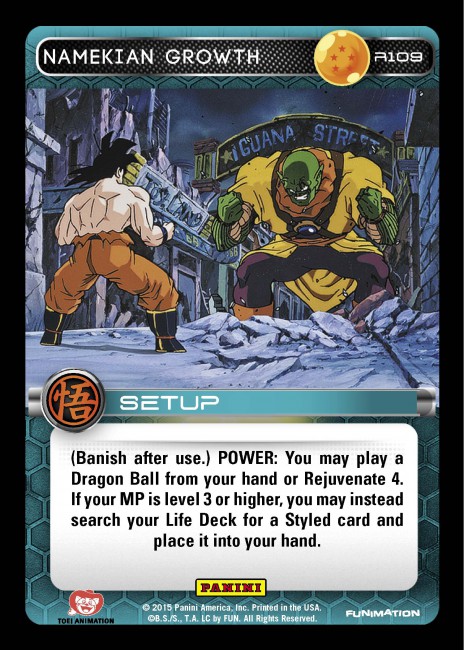 NAMEKIAN GROWTH
R109
IGUANA STREET
悟
SETUP
(Banish after use.) POWER: You may play a
Dragon Ball from your hand or Rejuvenate 4.
If your MP is level 3 or higher, you may instead
search your Life Deck for a Styled card and
place it into your hand.
PANINI
TOEI ANIMATION
© 2015 Panini America, Inc. Printed in the USA.
©B.S./S., T.A. LC by FUN. All Rights Reserved.
FUNIMATION